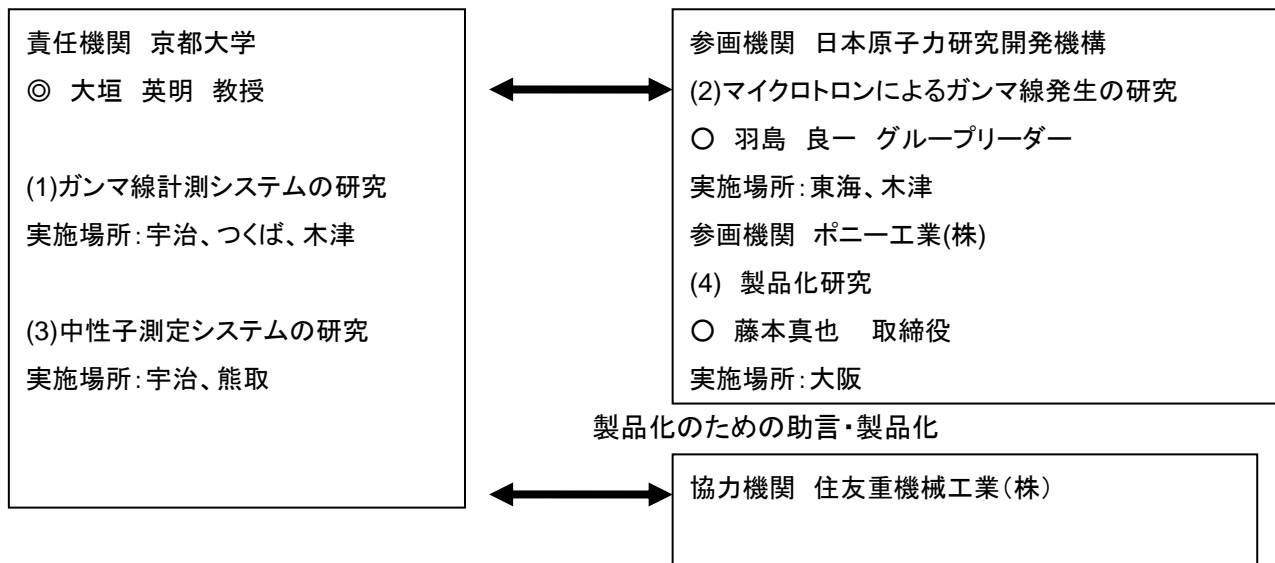 責任機関 京都大学
◎ 大垣 英明 教授
(1)ガンマ線計測システムの研究
実施場所:宇治、つくば、木津
(3)中性子測定システムの研究
実施場所:宇治、熊取
参画機関 日本原子力研究開発機構
(2)マイクロトロンによるガンマ線発生の研究
○ 羽島 良一 グループリーダー
実施場所:東海、木津
参画機関 ポニー工業(株)
(4) 製品化研究
○ 藤本真也 取締役
実施場所:大阪
製品化のための助言・製品化
協力機関 住友重機械工業(株)